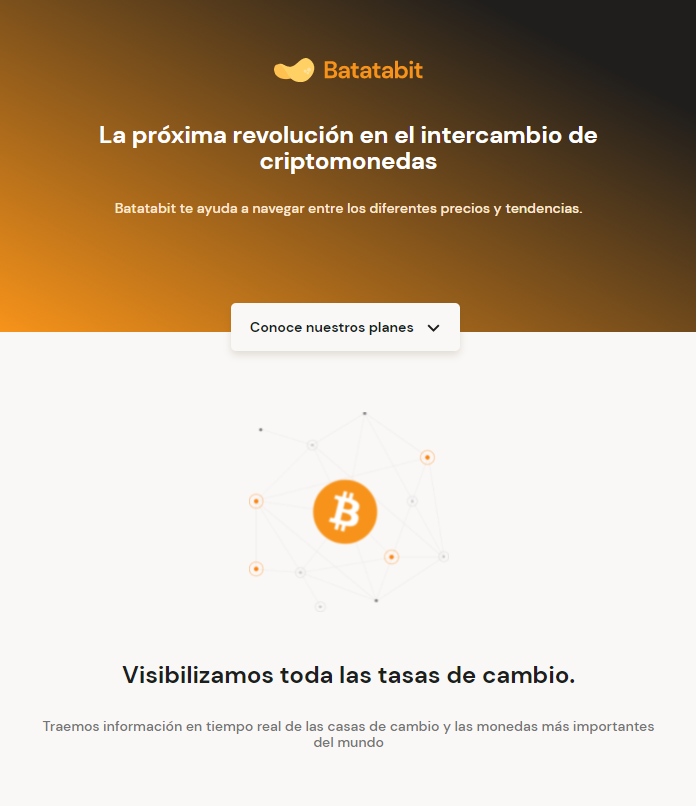 Batatabit
La próxima revolución en el intercambio de
criptomonedas
Batatabit te ayuda a navegar entre los diferentes precios y tendencias.
Conoce nuestros planes
Visibilizamos toda las tasas de cambio.
Traemos información en tiempo real de las casas de cambio y las monedas más importantes
del mundo